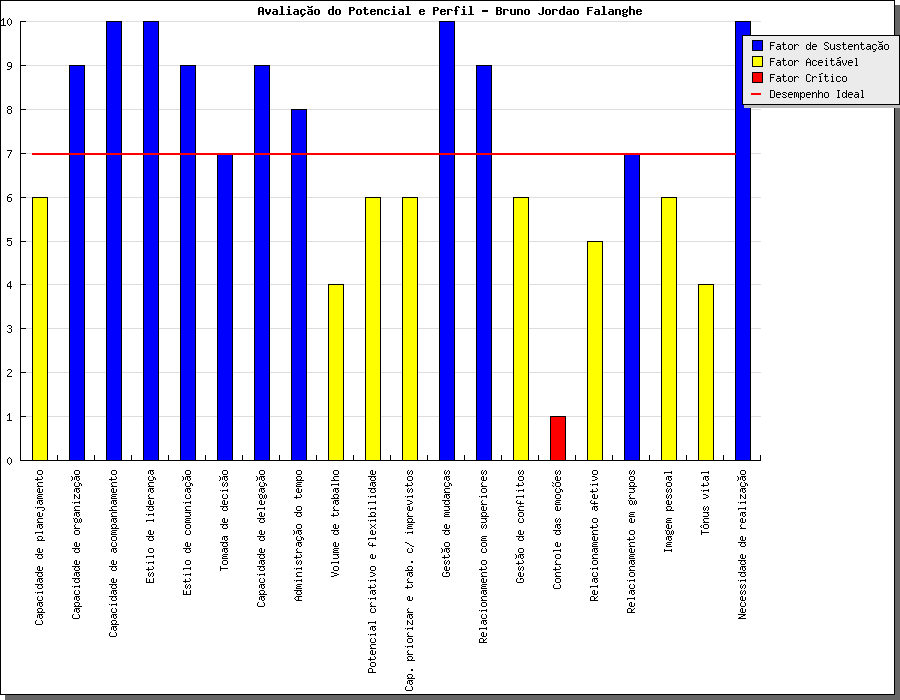 Avaliação do Potencial e Perfil - Bruno Jordao Falanghe
Fator de Sustentação
Fator Aceitável
Fator Crítico
Desempenho Ideal
10
9
8
7
6
5
4
3
2
1
0
Capacidade de planejamento
Capacidade de organização
Capacidade de acompanhamento
Estilo de liderança
Estilo de comunicação
Tomada de decisão
Capacidade de delegação
Administração do tempo
Volume de trabalho
Potencial criativo e flexibilidade
Cap. priorizar e trab. c/ imprevistos
Gestão de mudanças
Relacionamento com superiores
Gestão de conflitos
Controle das emoções
Relacionamento afetivo
Relacionamento em grupos
Imagem pessoal
Tônus vital
Necessidade de realização